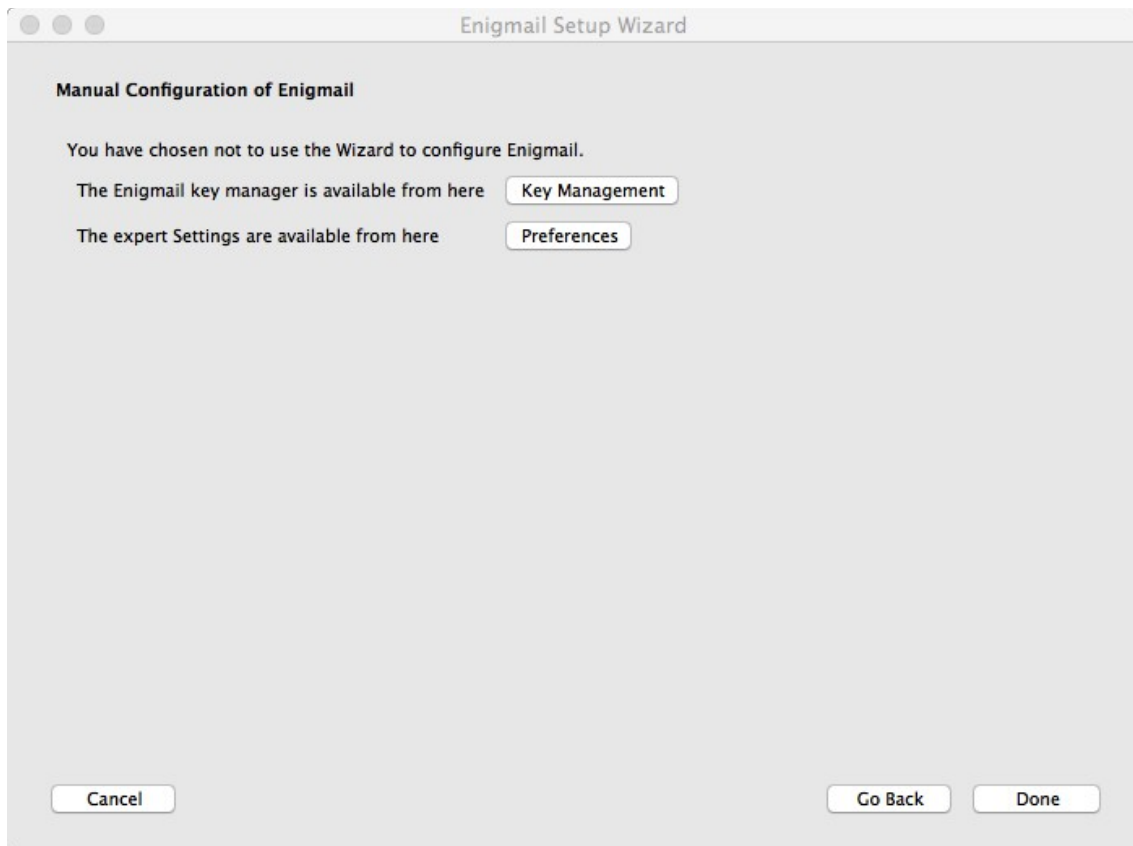 Enigmail Setup Wizard
Manual Configuration of Enigmail
You have chosen not to use the Wizard to configure Enigmail.
The Enigmail key manager is available from here Key Management
The expert Settings are available from here Preferences
Cancel Go Back Done